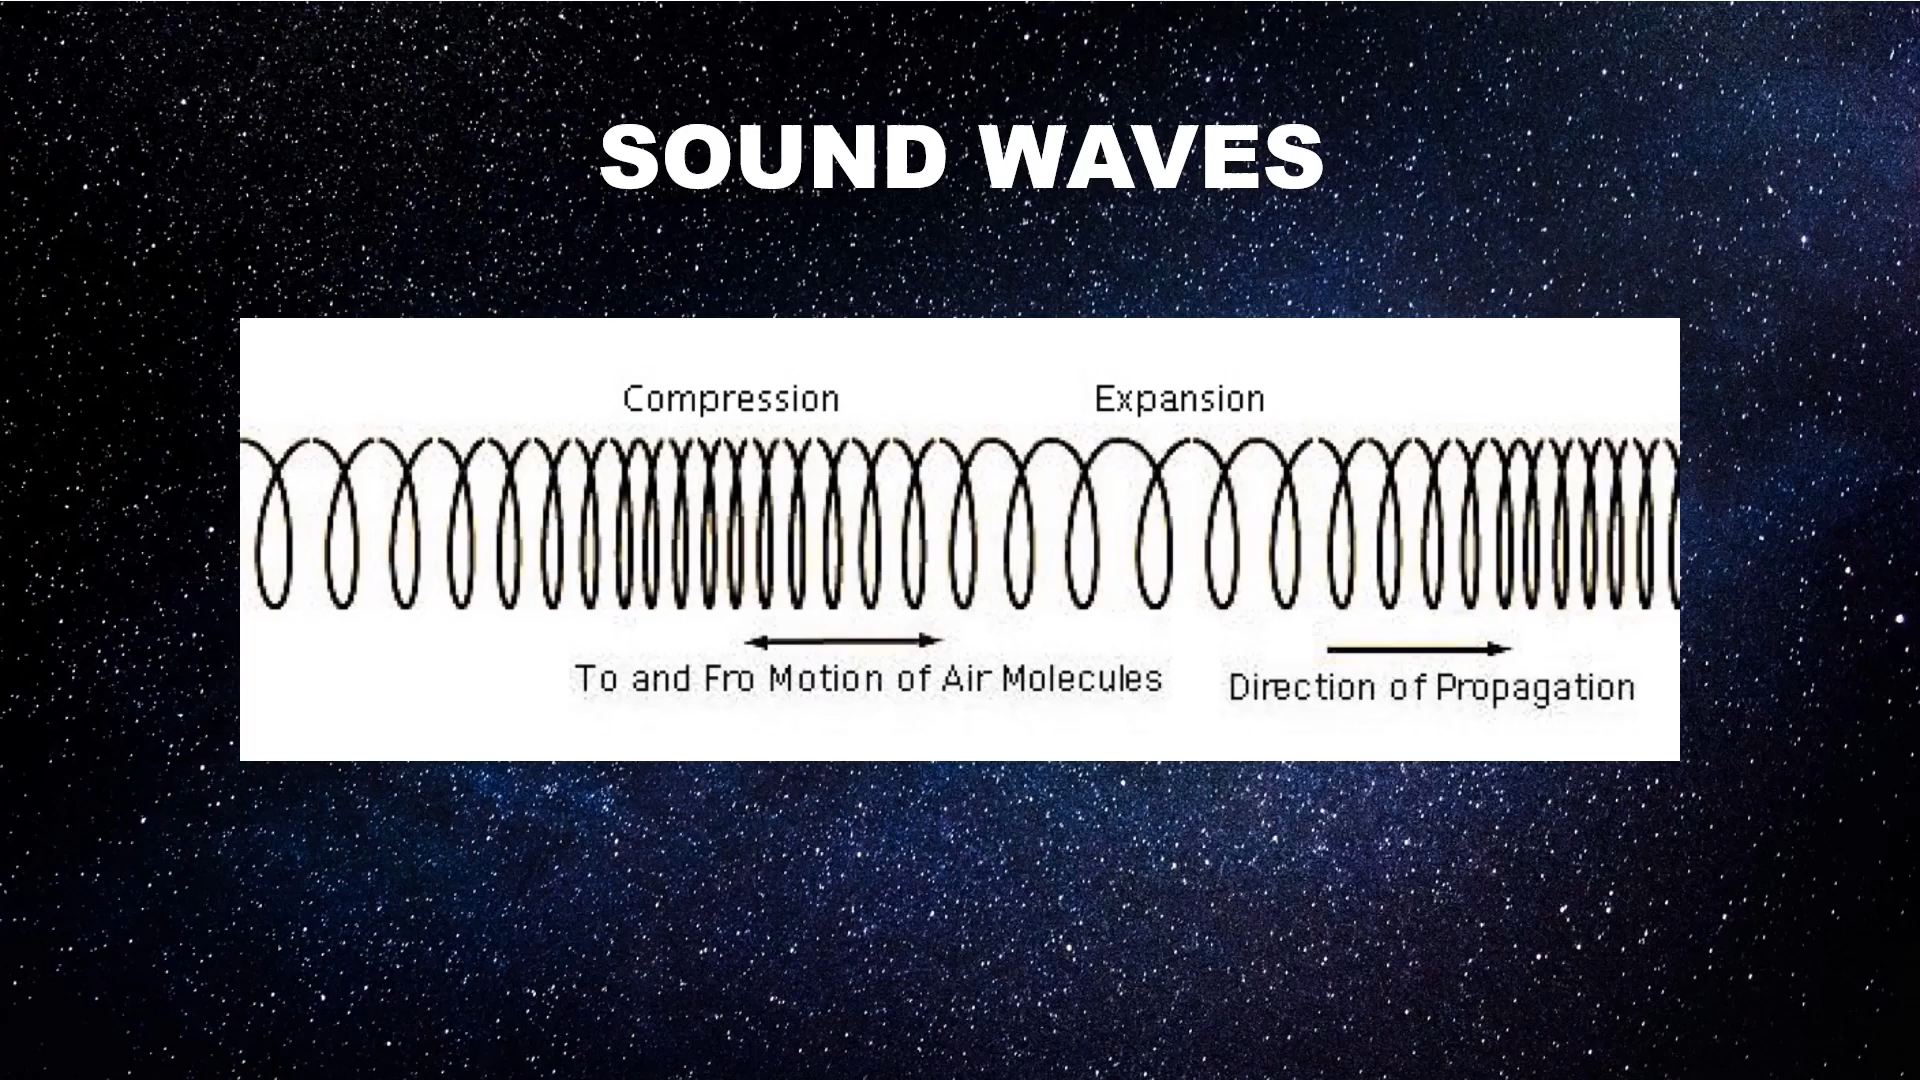 SOUND WAVES
Compression
Expansion
To and Fro Motion of Air Molecules
Direction of Propagation